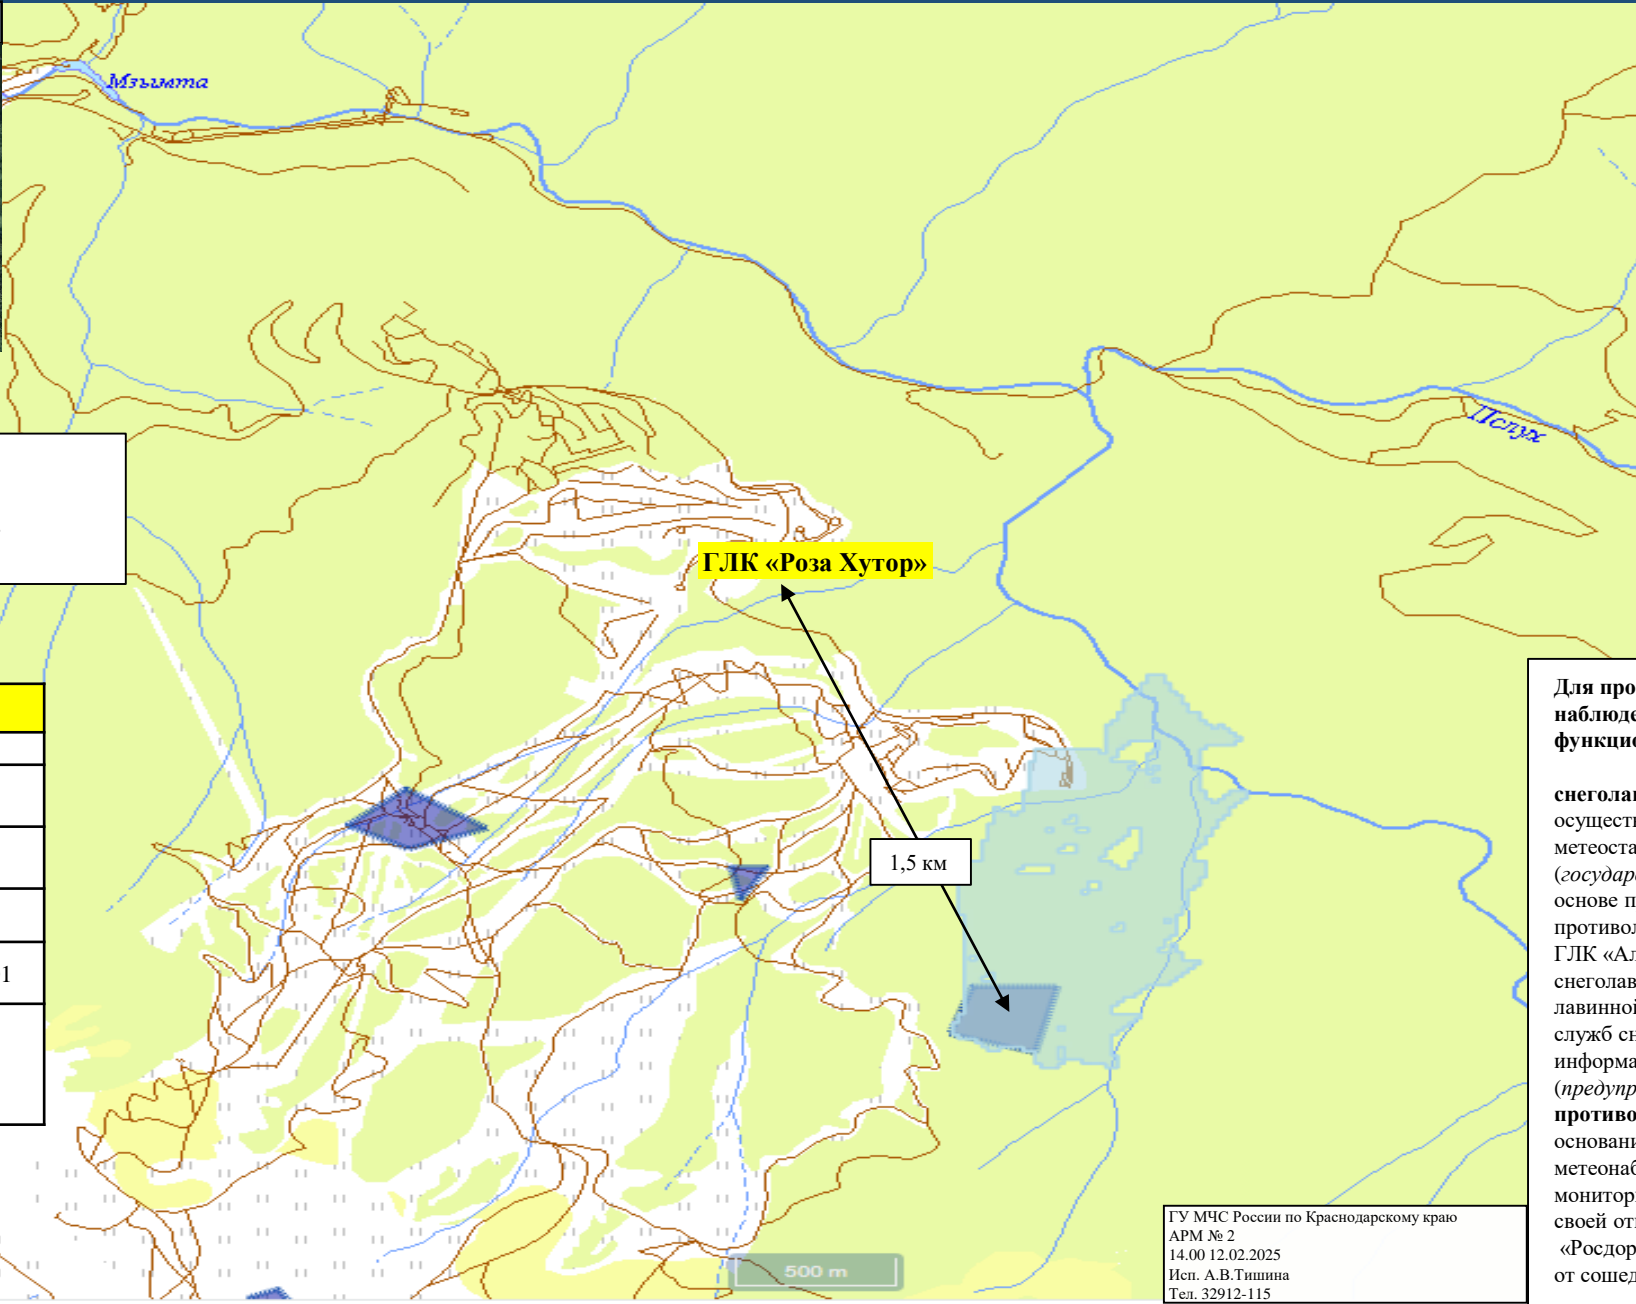 Мзымта
Пслух
ГЛК «Роза Хутор»
1,5 км
1
Для про
наблюде
функцио
снеголав
осущест
метеоста
(государ
основе п
противол
ГЛК «Ал
снеголав
лавинной
служб сн
информа
(предупр
противо
основани
метеонаб
монитор
своей отв
«Росдор
от сошед
500 m
ГУ МЧС России по Краснодарскому краю
АРМ № 2
14.00 12.02.2025
Исп. А.В.Тишина
Тел. 32912-115